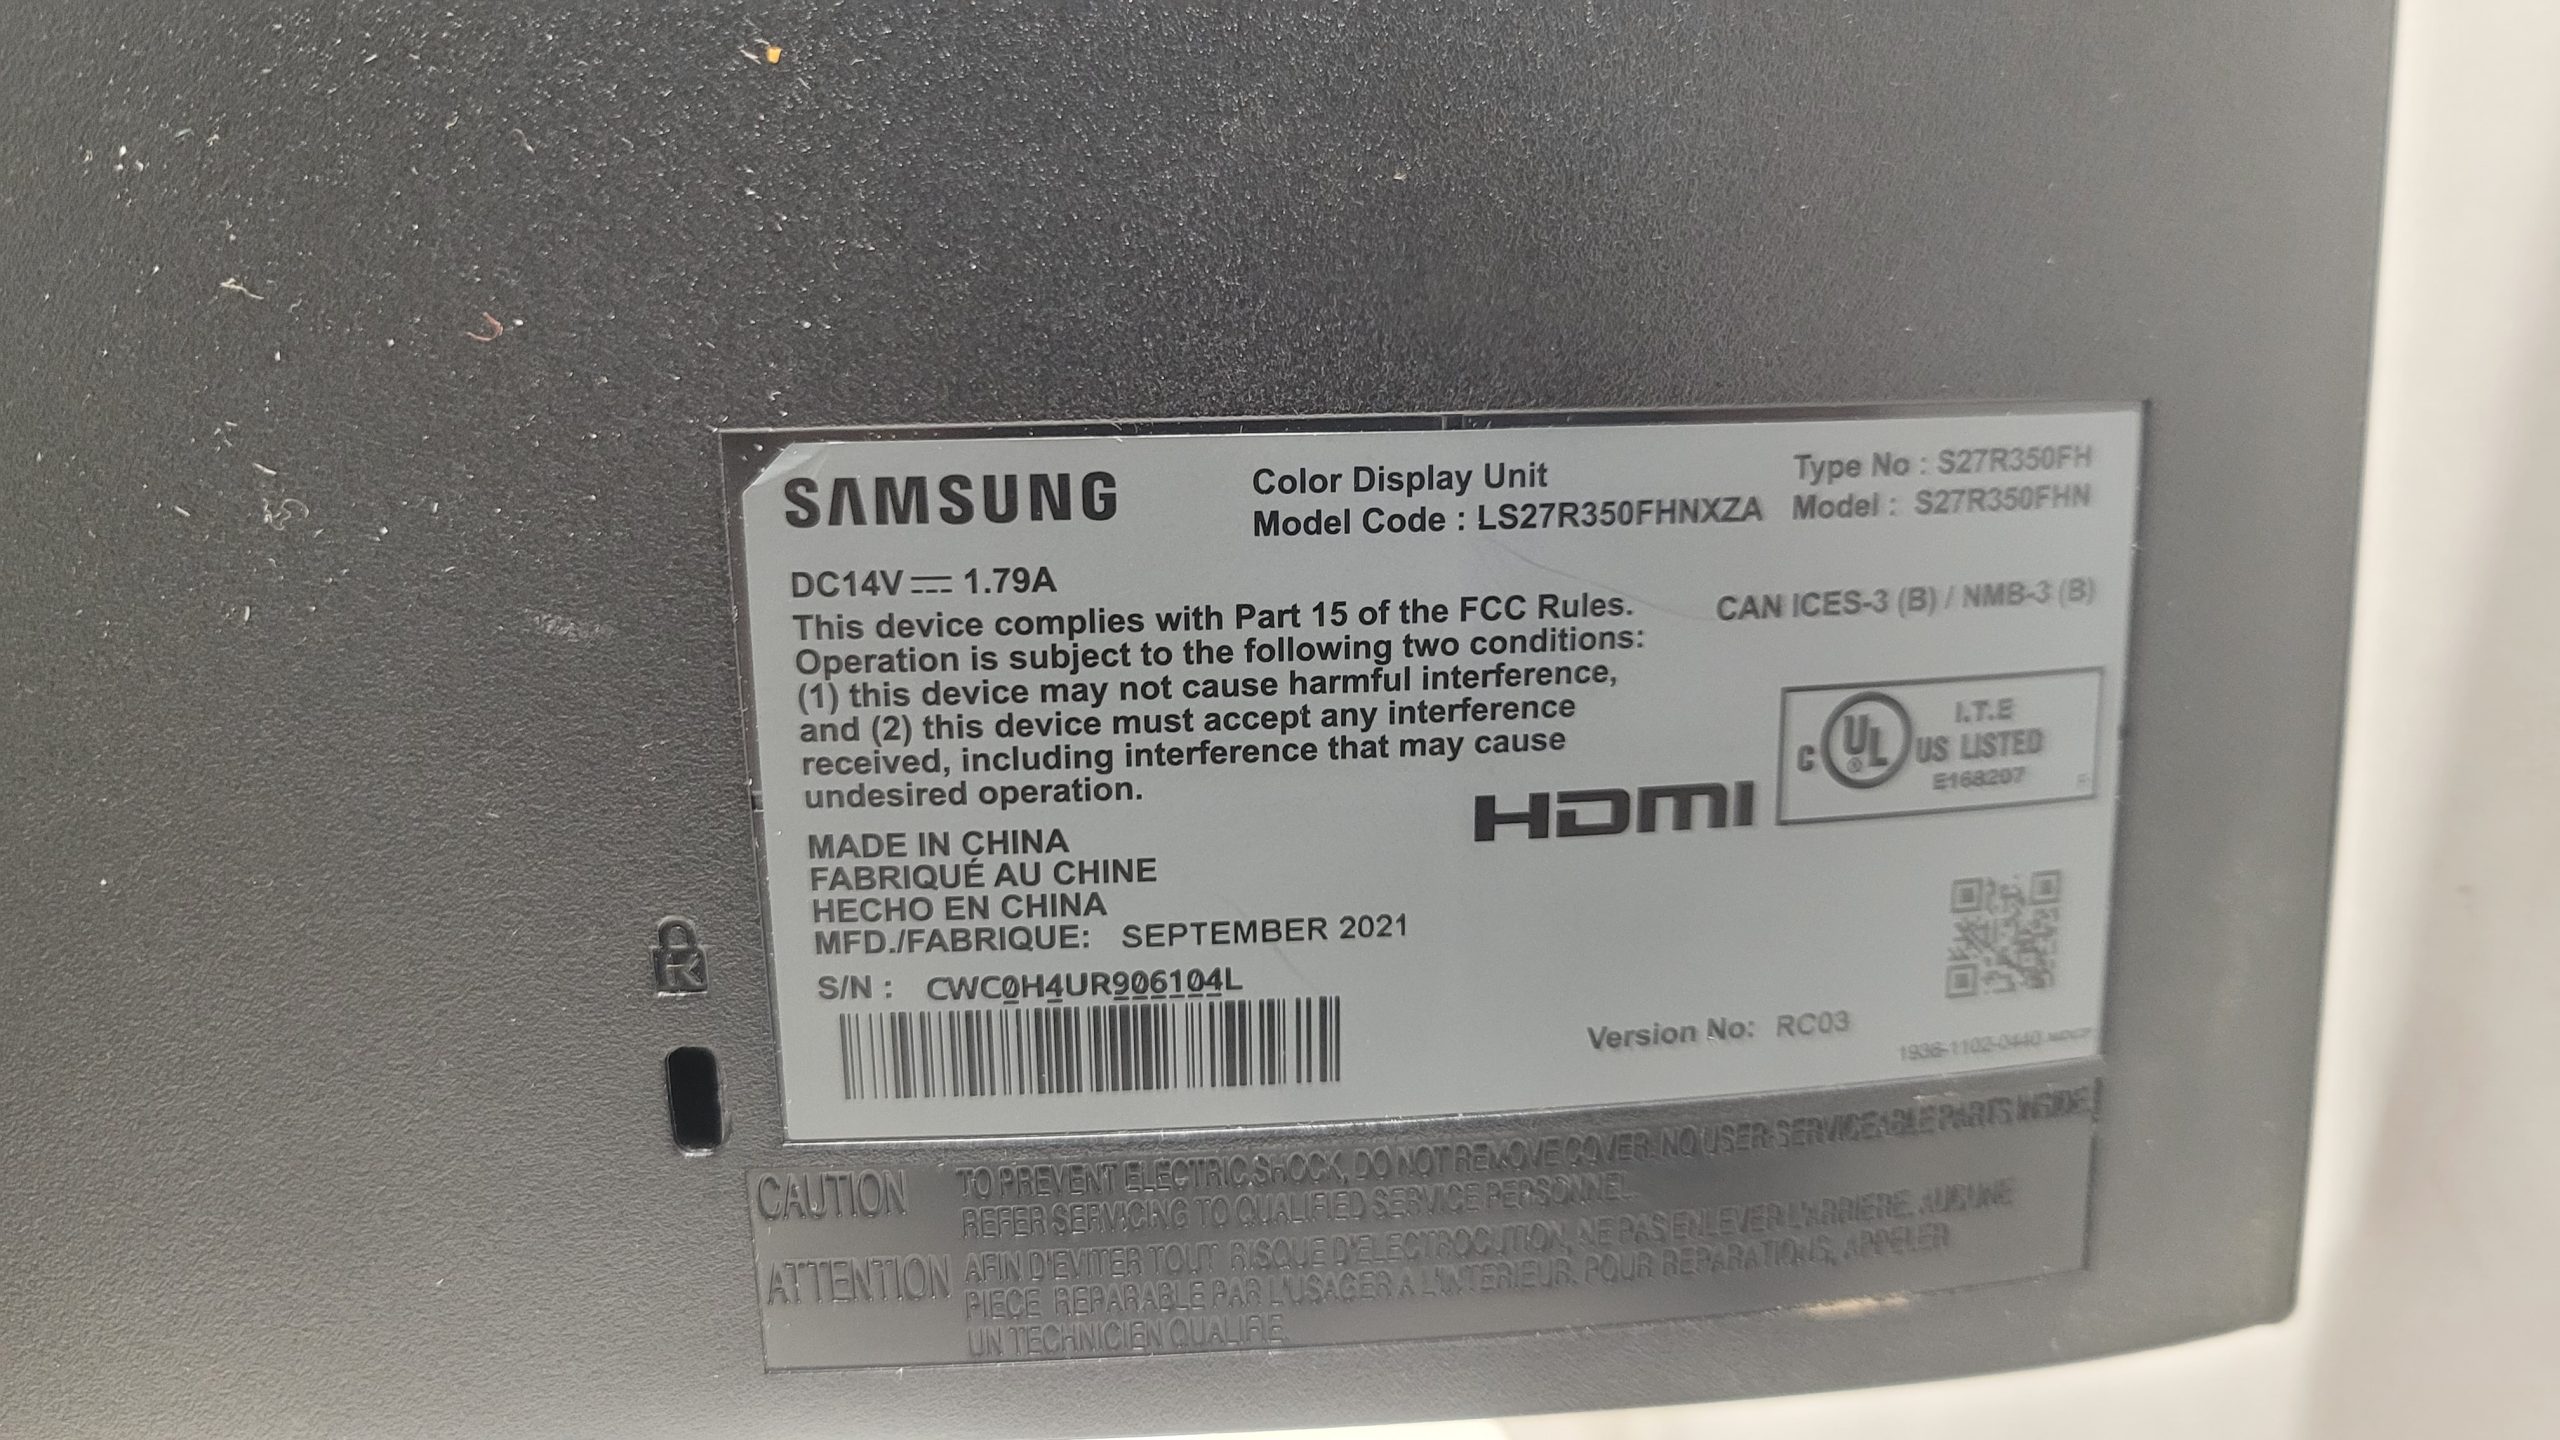 SAMSUNG
Color Display Unit
Model Code : LS27R350FHNXZA
Type No : S27R350FH
Model : S27R350FHN
DC14V ⎓ 1.79A
This device complies with Part 15 of the FCC Rules.
Operation is subject to the following two conditions:
(1) this device may not cause harmful interference,
and (2) this device must accept any interference
received, including interference that may cause
undesired operation.
CAN ICES-3 (B) / NMB-3 (B)
C UL US LISTED
I.T.E
E168207
HDMI
MADE IN CHINA
FABRIQUÉ AU CHINE
HECHO EN CHINA
MFD./FABRIQUE: SEPTEMBER 2021
S/N : CWC0H4UR906104L
Version No: RC03
1936-1102-0440
K
CAUTION TO PREVENT ELECTRIC SHOCK, DO NOT REMOVE COVER. NO USER SERVICEABLE PARTS INSIDE.
REFER SERVICING TO QUALIFIED SERVICE PERSONNEL.
ATTENTION AFIN D'EVITER TOUT RISQUE D'ELECTROCUTION, NE PAS ENLEVER L'ARRIERE. AUCUNE
PIECE REPARABLE PAR L'USAGER A L'INTERIEUR. POUR REPARATIONS, APPELER
UN TECHNICIEN QUALIFIE.